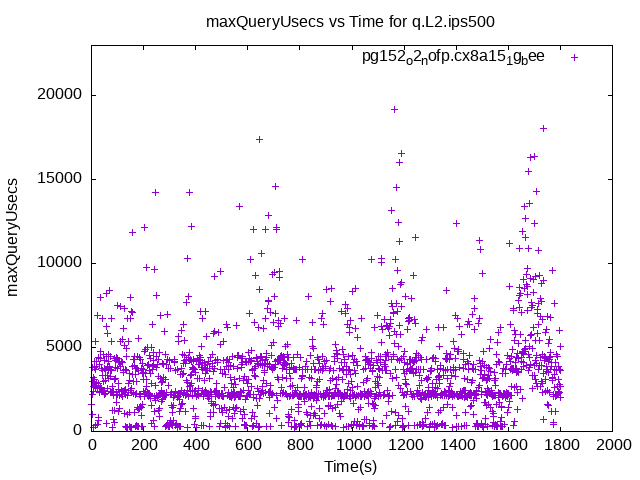 maxQueryUsecs vs Time for q.L2.ips500
pg152_o2_nofp.cx8a15_1g_bee
maxQueryUsecs
20000
15000
10000
5000
0
0 200 400 600 800 1000 1200 1400 1600 1800 2000
Time(s)